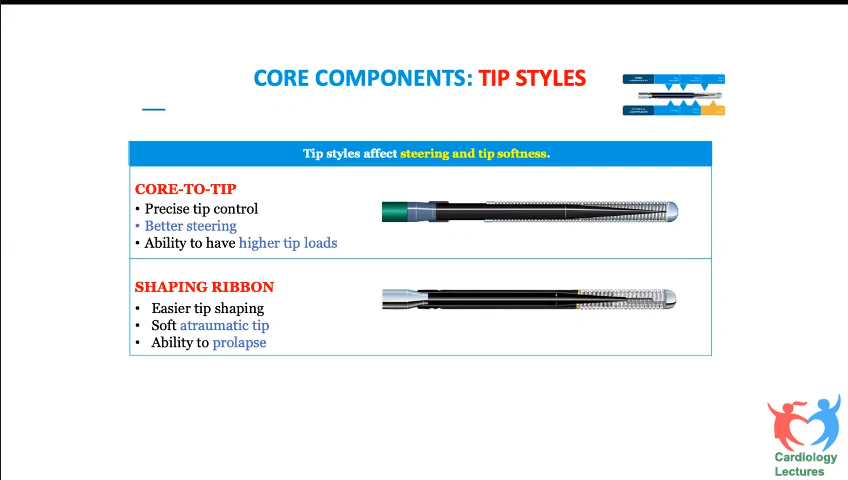 CORE COMPONENTS: TIP STYLES
Tip styles affect steering and tip softness.
CORE-TO-TIP
• Precise tip control
• Better steering
• Ability to have higher tip loads
SHAPING RIBBON
• Easier tip shaping
• Soft atraumatic tip
• Ability to prolapse
Cardiology
Lectures